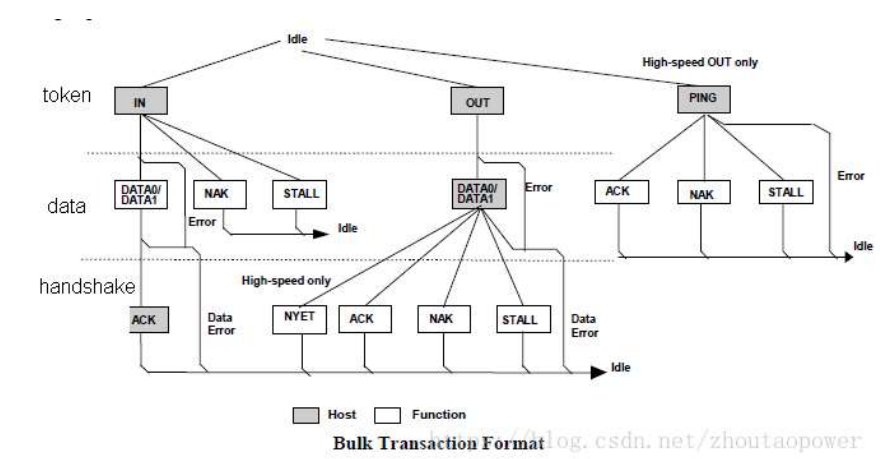 Idle
High-speed OUT only
token
IN
OUT
PING
DATA0/
DATA1
NAK
STALL
Error
Idle
DATA0/
DATA1
Error
ACK
NAK
STALL
Error
Idle
data
handshake
High-speed only
ACK
Data
Error
NYET
ACK
NAK
STALL
Data
Error
Idle
Host
Function
Bulk Transaction Format
https://blog.csdn.net/zhoutaopower